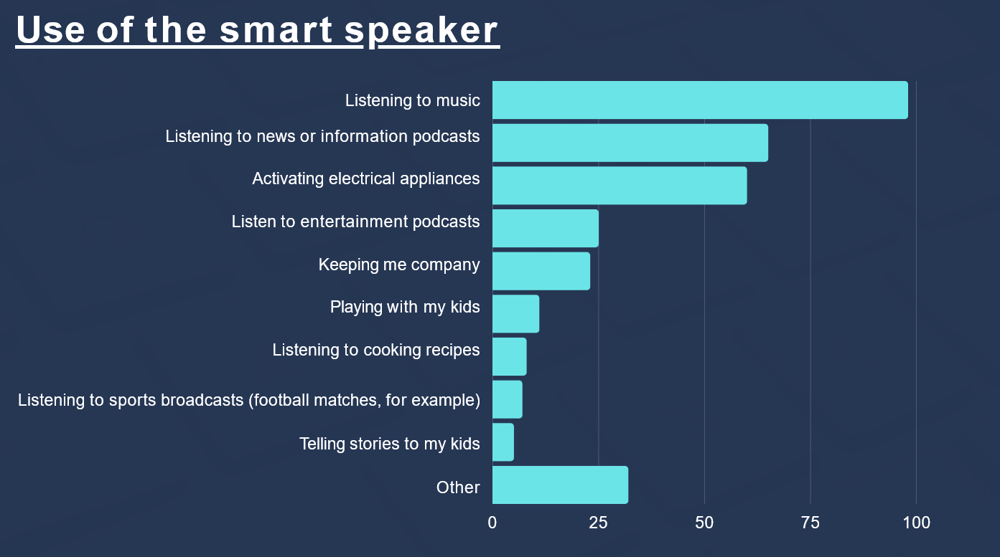 Use of the smart speaker
Listening to music
Listening to news or information podcasts
Activating electrical appliances
Listen to entertainment podcasts
Keeping me company
Playing with my kids
Listening to cooking recipes
Listening to sports broadcasts (football matches, for example)
Telling stories to my kids
Other
0 25 50 75 100